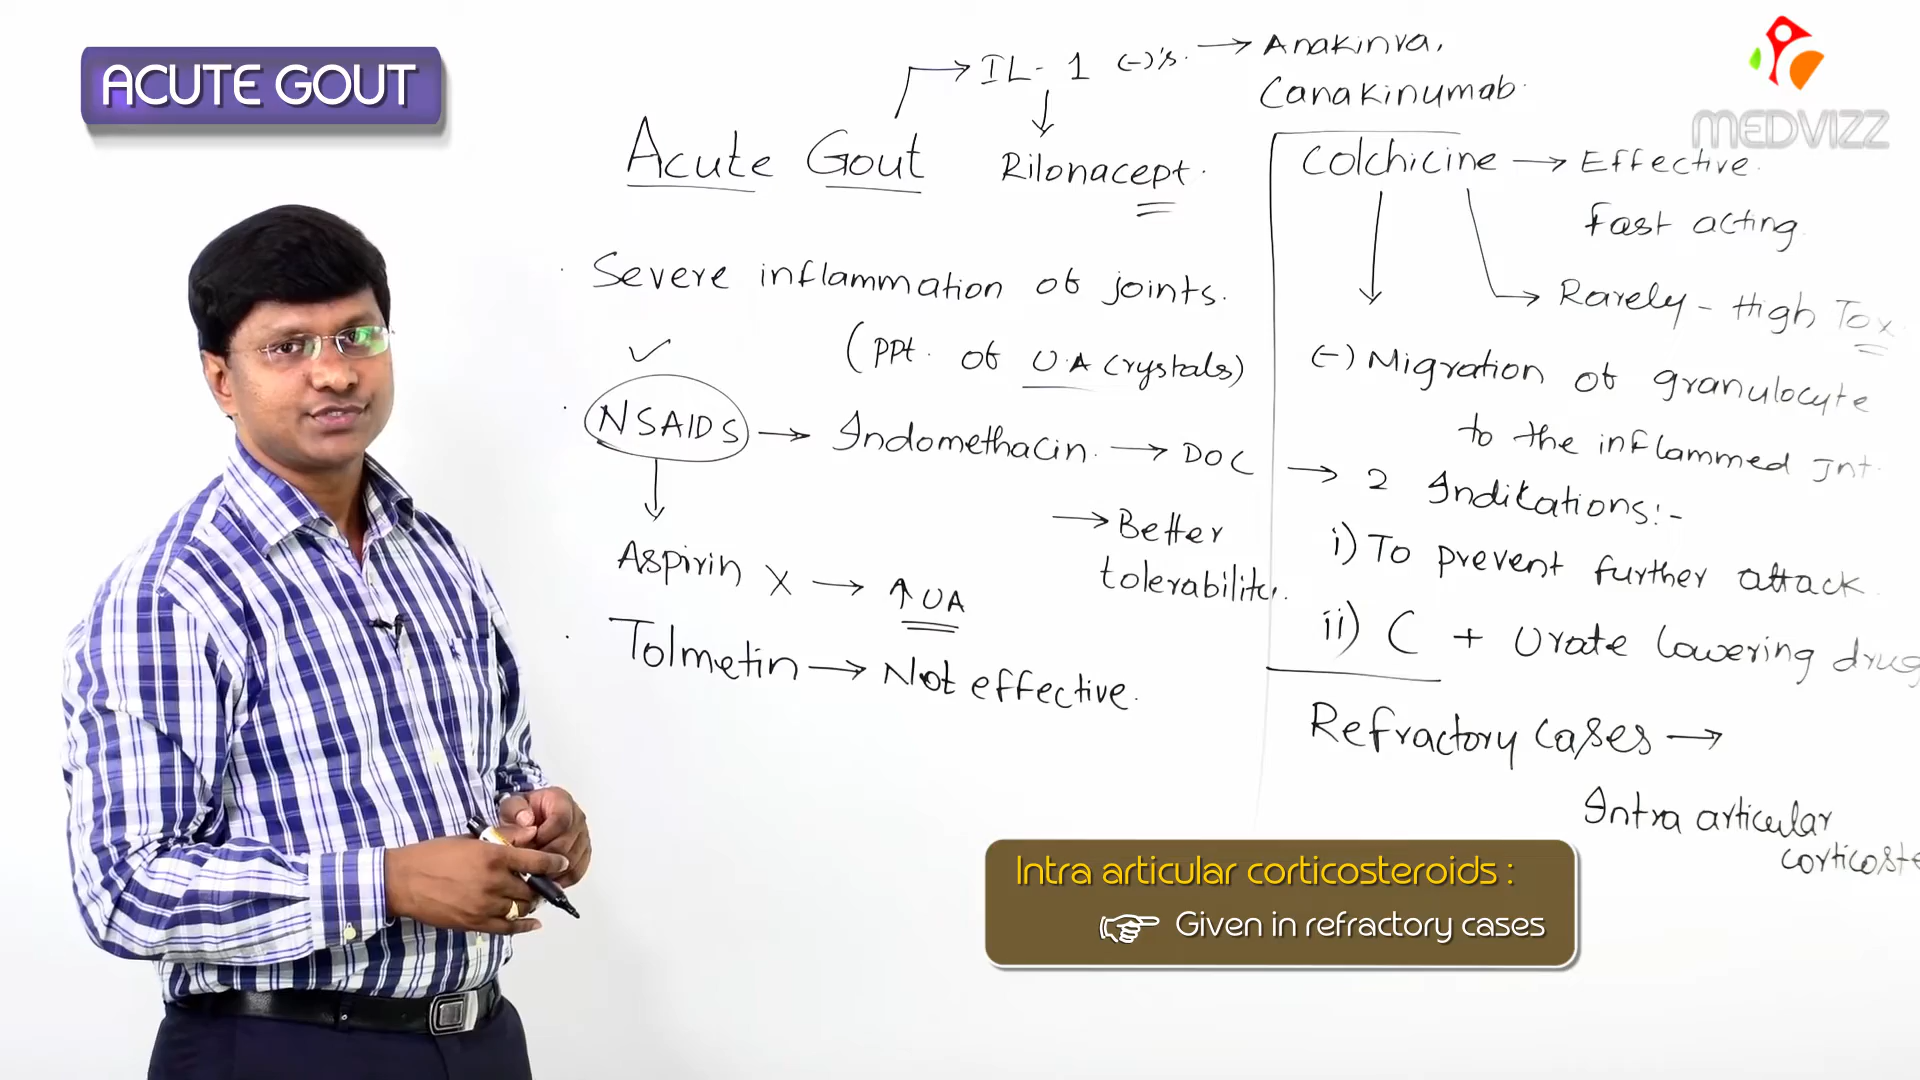 ACUTE GOUT
MEDVIZZ
Acute Gout
IL-1 (-)'s. → Anakinra,
Canakinumab.
Rilonacept.
Severe inflammation of joints.
(PPt. of U.A Crystals)
✓
NSAIDS → Indomethacin. → DOC
→ Better
tolerability.
Aspirin X → ↑ UA
Tolmetin → Not effective.
Colchicine → Effective.
Fast acting
Rarely - High Tox.
(-) Migration of granulocyte
to the inflammed Jnt.
→ 2 Indikations:-
i) To prevent further attack
ii) C + Urate lowering drug
Refractory cases →
Intra articular
corticoste
Intra articular corticosteroids :
Given in refractory cases